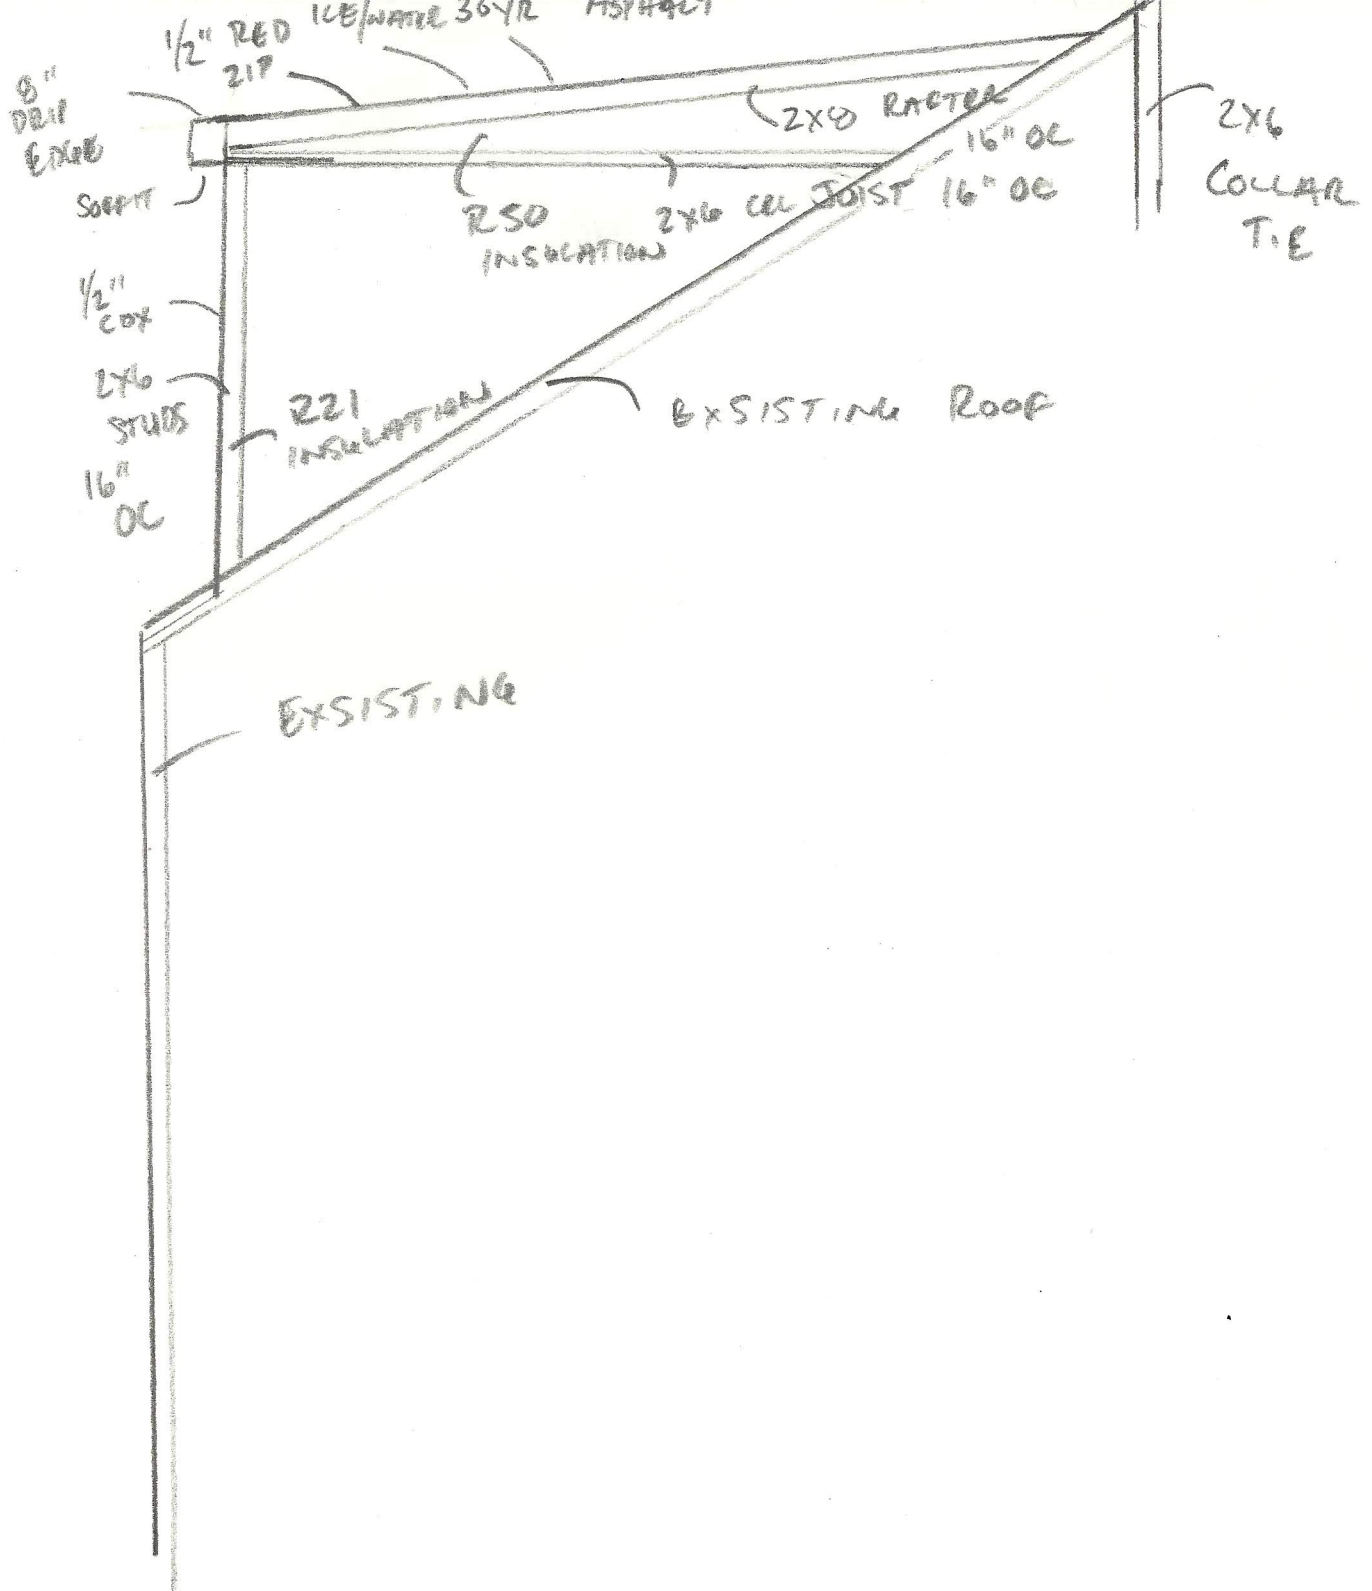 ICE/WATER 30YR ASPHALT
1/2" RED
ZIP
8"
DRIP
EDGE
SOFFIT
2X8 RAFTER
16" OC
2X6 CEL JOIST 16" OC
R50
INSULATION
2X6
COLLAR
TIE
1/2"
CDX
2X6
STUDS
16"
OC
R21
INSULATION
EXSISTING ROOF
EXSISTING